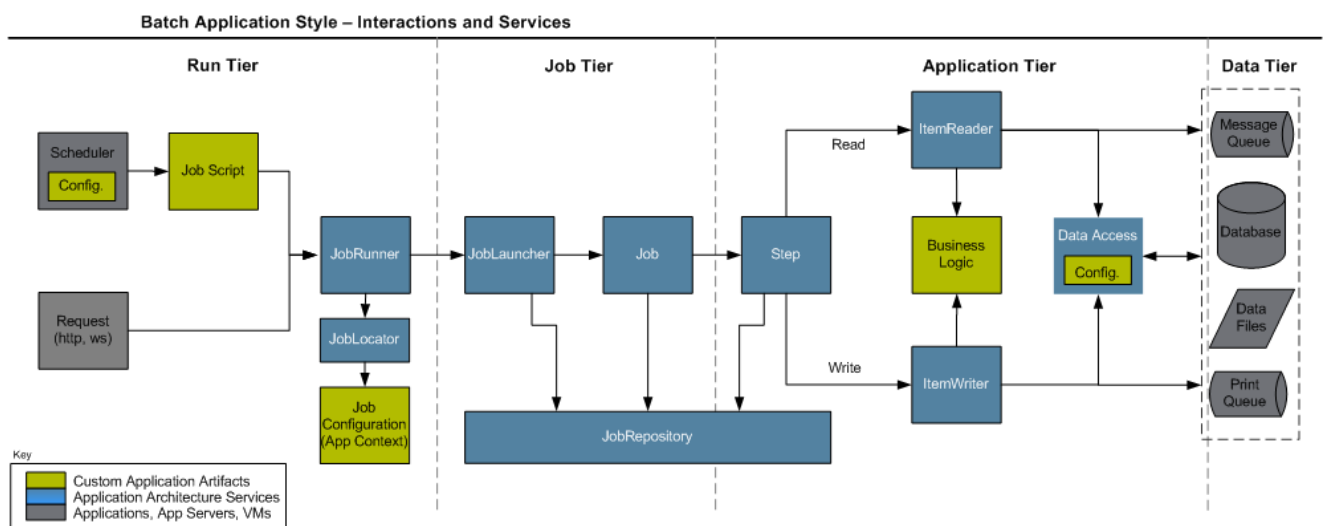 Batch Application Style – Interactions and Services
Run Tier
Job Tier
Application Tier
Data Tier
Scheduler
Config.
Job Script
Request
(http, ws)
JobRunner
JobLocator
Job
Configuration
(App Context)
JobLauncher
Job
Step
JobRepository
Read
Write
ItemReader
Business
Logic
ItemWriter
Data Access
Config.
Message
Queue
Database
Data
Files
Print
Queue
Key
Custom Application Artifacts
Application Architecture Services
Applications, App Servers, VMs